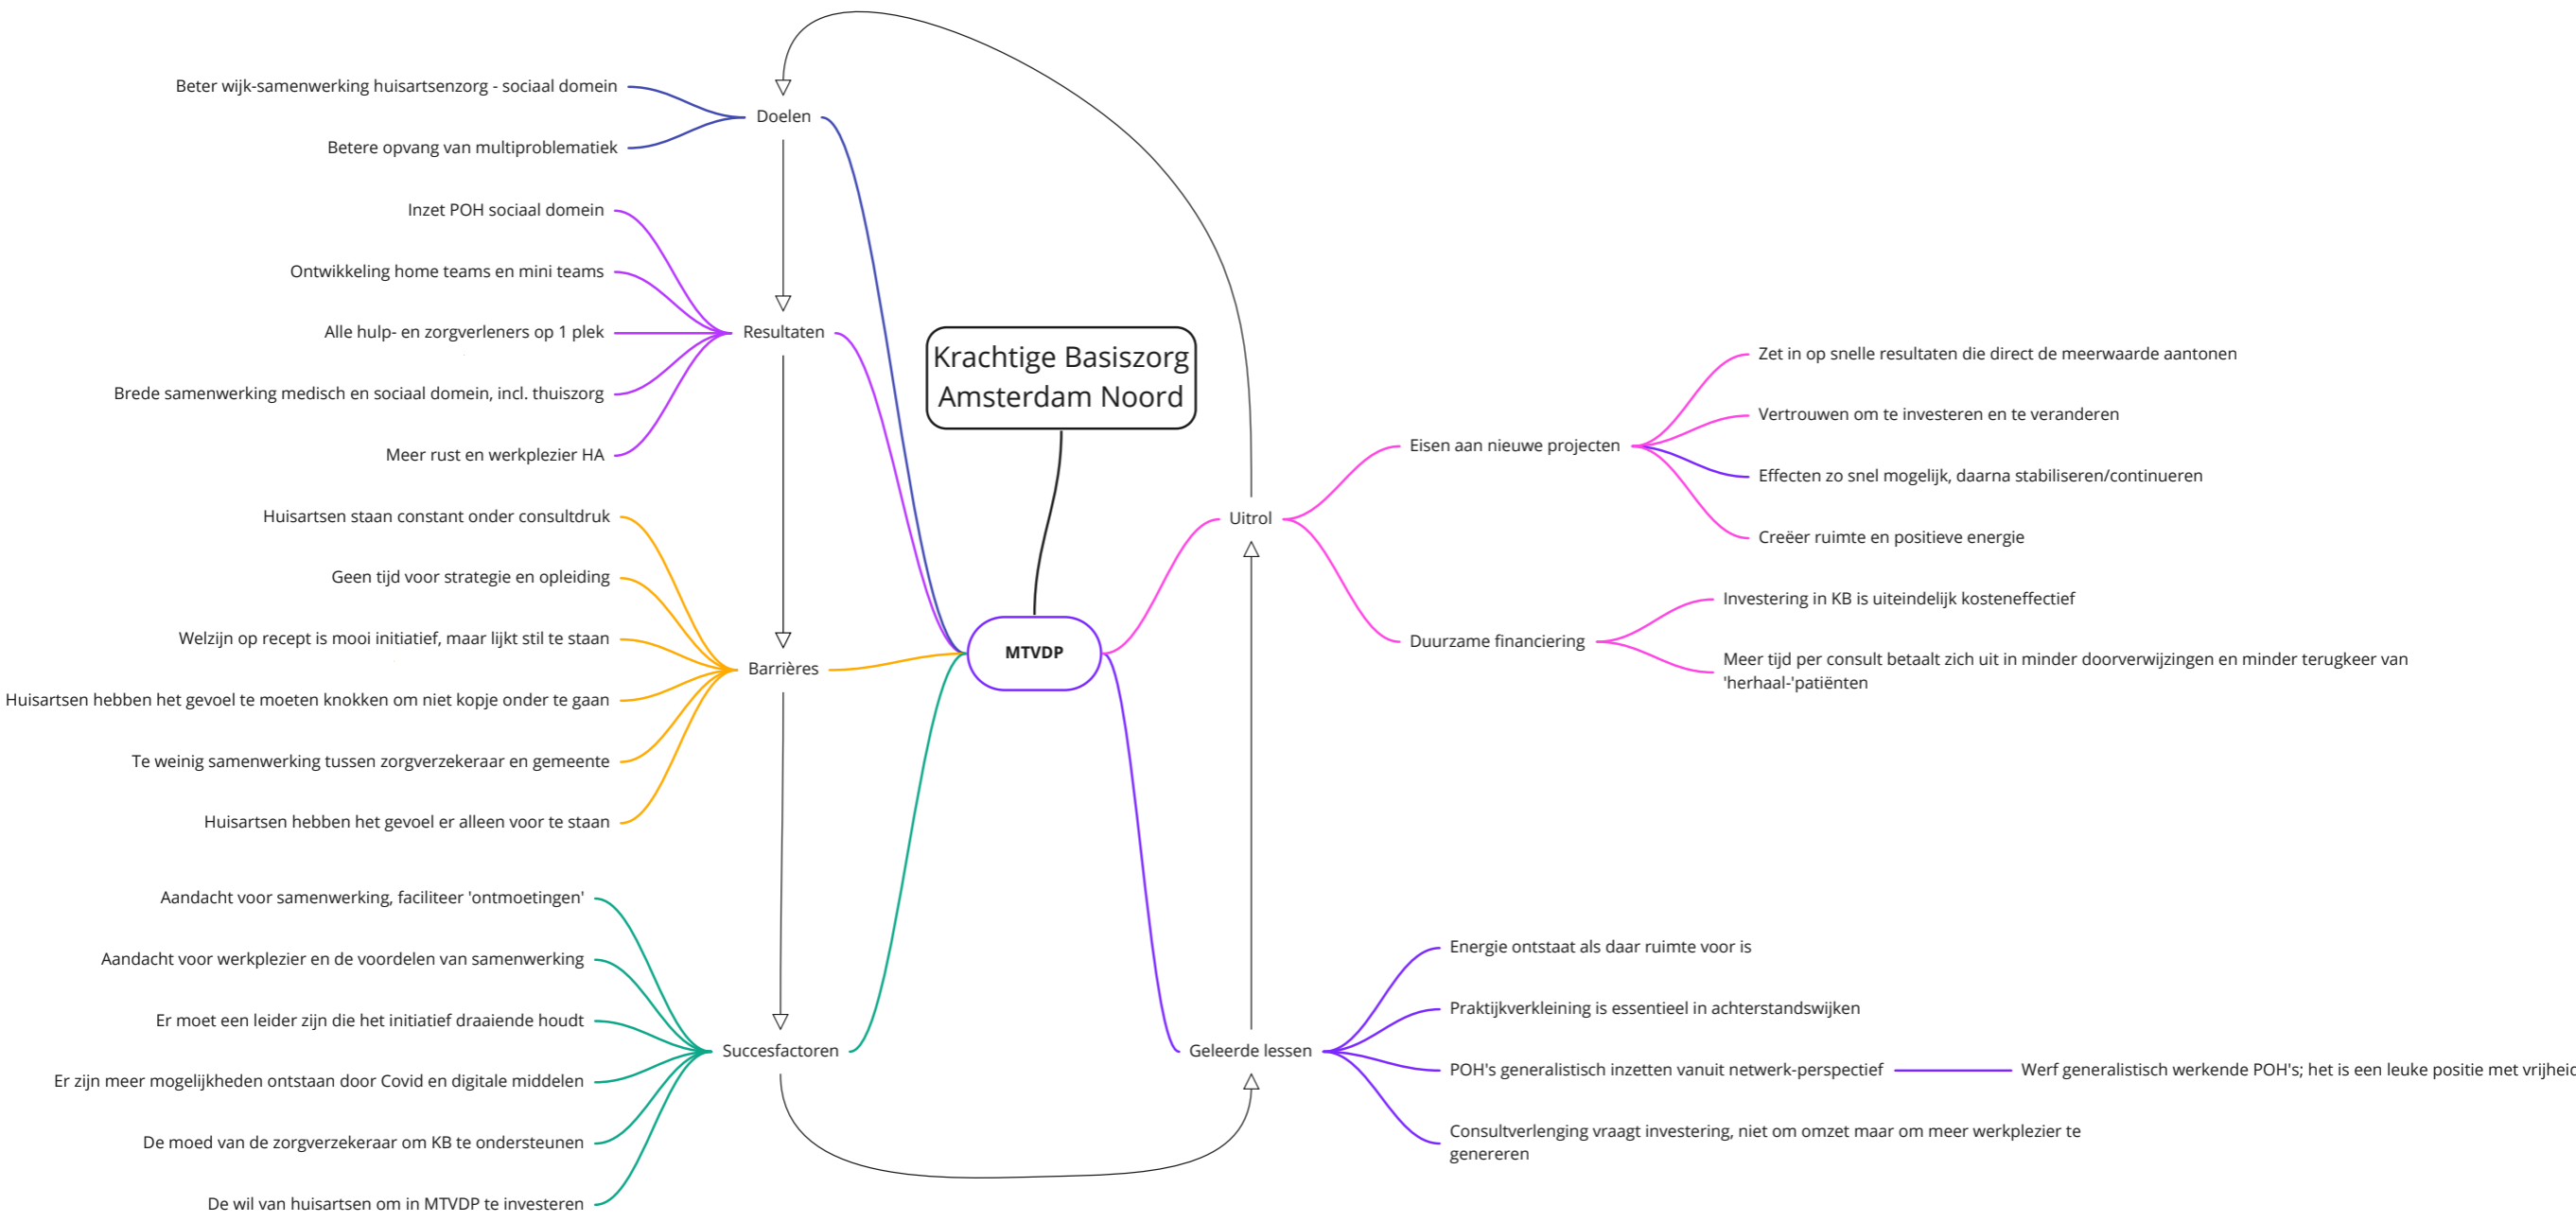 Beter wijk-samenwerking huisartsenzorg - sociaal domein
Doelen
Betere opvang van multiproblematiek
Inzet POH sociaal domein
Ontwikkeling home teams en mini teams
Alle hulp- en zorgverleners op 1 plek
Resultaten
Brede samenwerking medisch en sociaal domein, incl. thuiszorg
Meer rust en werkplezier HA
Huisartsen staan constant onder consultdruk
Geen tijd voor strategie en opleiding
Welzijn op recept is mooi initiatief, maar lijkt stil te staan
Barrières
Huisartsen hebben het gevoel te moeten knokken om niet kopje onder te gaan
Te weinig samenwerking tussen zorgverzekeraar en gemeente
Huisartsen hebben het gevoel er alleen voor te staan
Aandacht voor samenwerking, faciliteer 'ontmoetingen'
Aandacht voor werkplezier en de voordelen van samenwerking
Er moet een leider zijn die het initiatief draaiende houdt
Succesfactoren
Er zijn meer mogelijkheden ontstaan door Covid en digitale middelen
De moed van de zorgverzekeraar om KB te ondersteunen
De wil van huisartsen om in MTVDP te investeren
Krachtige Basiszorg
Amsterdam Noord
MTVDP
Uitrol
Eisen aan nieuwe projecten
Zet in op snelle resultaten die direct de meerwaarde aantonen
Vertrouwen om te investeren en te veranderen
Effecten zo snel mogelijk, daarna stabiliseren/continueren
Creëer ruimte en positieve energie
Duurzame financiering
Investering in KB is uiteindelijk kosteneffectief
Meer tijd per consult betaalt zich uit in minder doorverwijzingen en minder terugkeer van
'herhaal-'patiënten
Geleerde lessen
Energie ontstaat als daar ruimte voor is
Praktijkverkleining is essentieel in achterstandswijken
POH's generalistisch inzetten vanuit netwerk-perspectief
Werf generalistisch werkende POH's; het is een leuke positie met
Consultverlenging vraagt investering, niet om omzet maar om meer werkplezier te
genereren